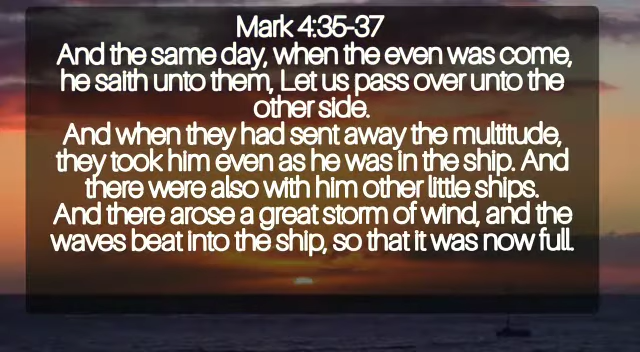 Mark 4:35-37
And the same day, when the even was come,
he saith unto them, Let us pass over unto the
other side.
And when they had sent away the multitude,
they took him even as he was in the ship. And
there were also with him other little ships.
And there arose a great storm of wind, and the
waves beat into the ship, so that it was now full.